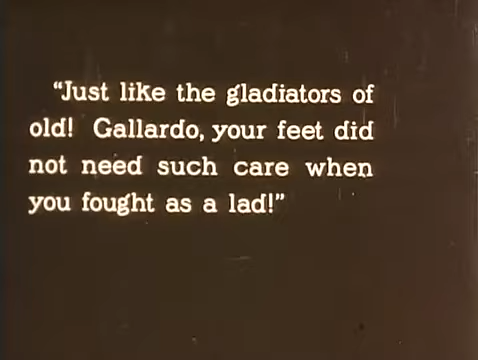 “Just like the gladiators of
old! Gallardo, your feet did
not need such care when
you fought as a lad!”